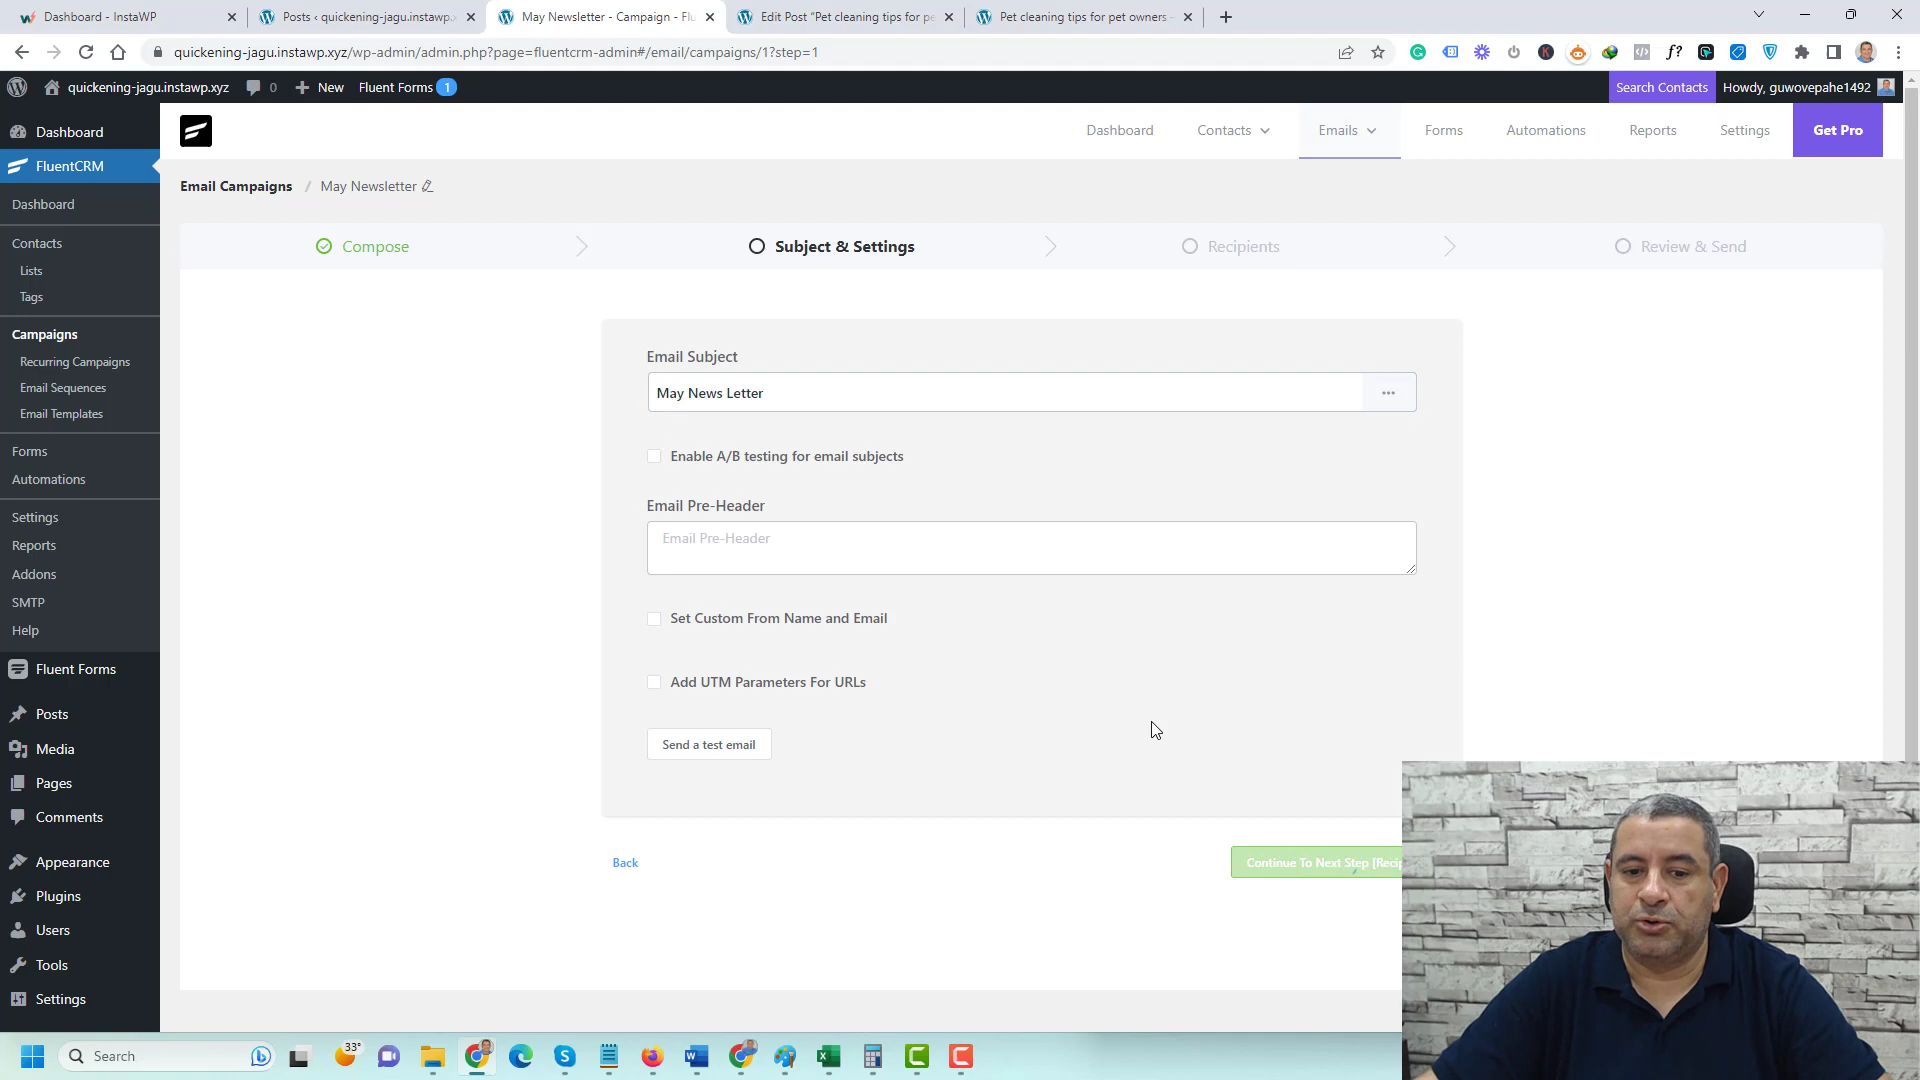 Dashboard - InstaWP
Posts ‹ quickening-jagu.instawp.x
May Newsletter - Campaign - Flu
Edit Post "Pet cleaning tips for pe
Pet cleaning tips for pet owners -
quickening-jagu.instawp.xyz/wp-admin/admin.php?page=fluentcrm-admin#/email/campaigns/1?step=1
quickening-jagu.instawp.xyz
0
New
Fluent Forms 1
Search Contacts
Howdy, guwovepahe1492
Dashboard
FluentCRM
Dashboard
Contacts
Lists
Tags
Campaigns
Recurring Campaigns
Email Sequences
Email Templates
Forms
Automations
Settings
Reports
Addons
SMTP
Help
Fluent Forms
Posts
Media
Pages
Comments
Appearance
Plugins
Users
Tools
Settings
Dashboard
Contacts
Emails
Forms
Automations
Reports
Settings
Get Pro
Email Campaigns / May Newsletter
Compose
Subject & Settings
Recipients
Review & Send
Email Subject
May News Letter
Enable A/B testing for email subjects
Email Pre-Header
Email Pre-Header
Set Custom From Name and Email
Add UTM Parameters For URLs
Send a test email
Back
Continue To Next Step [Recip
Search
33°